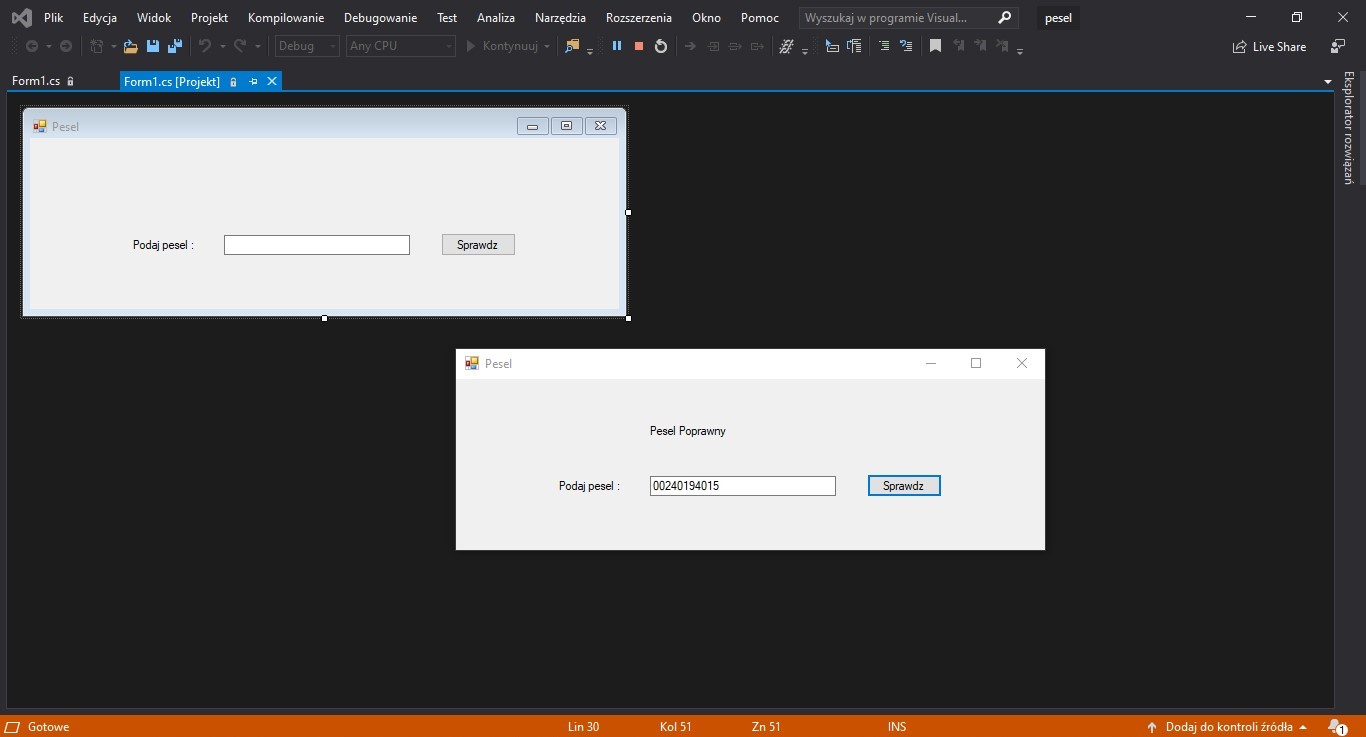 Plik Edycja Widok Projekt Kompilowanie Debugowanie Test Analiza Narzędzia Rozszerzenia Okno Pomoc Wyszukaj w programie Visual... pesel
Debug Any CPU Kontynuuj Live Share
Form1.cs Form1.cs [Projekt]
Eksplorator rozwiązań
Pesel
Podaj pesel : Sprawdz
Pesel
Pesel Poprawny
Podaj pesel : 00240194015 Sprawdz
Gotowe Lin 30 Kol 51 Zn 51 INS Dodaj do kontroli źródła 1